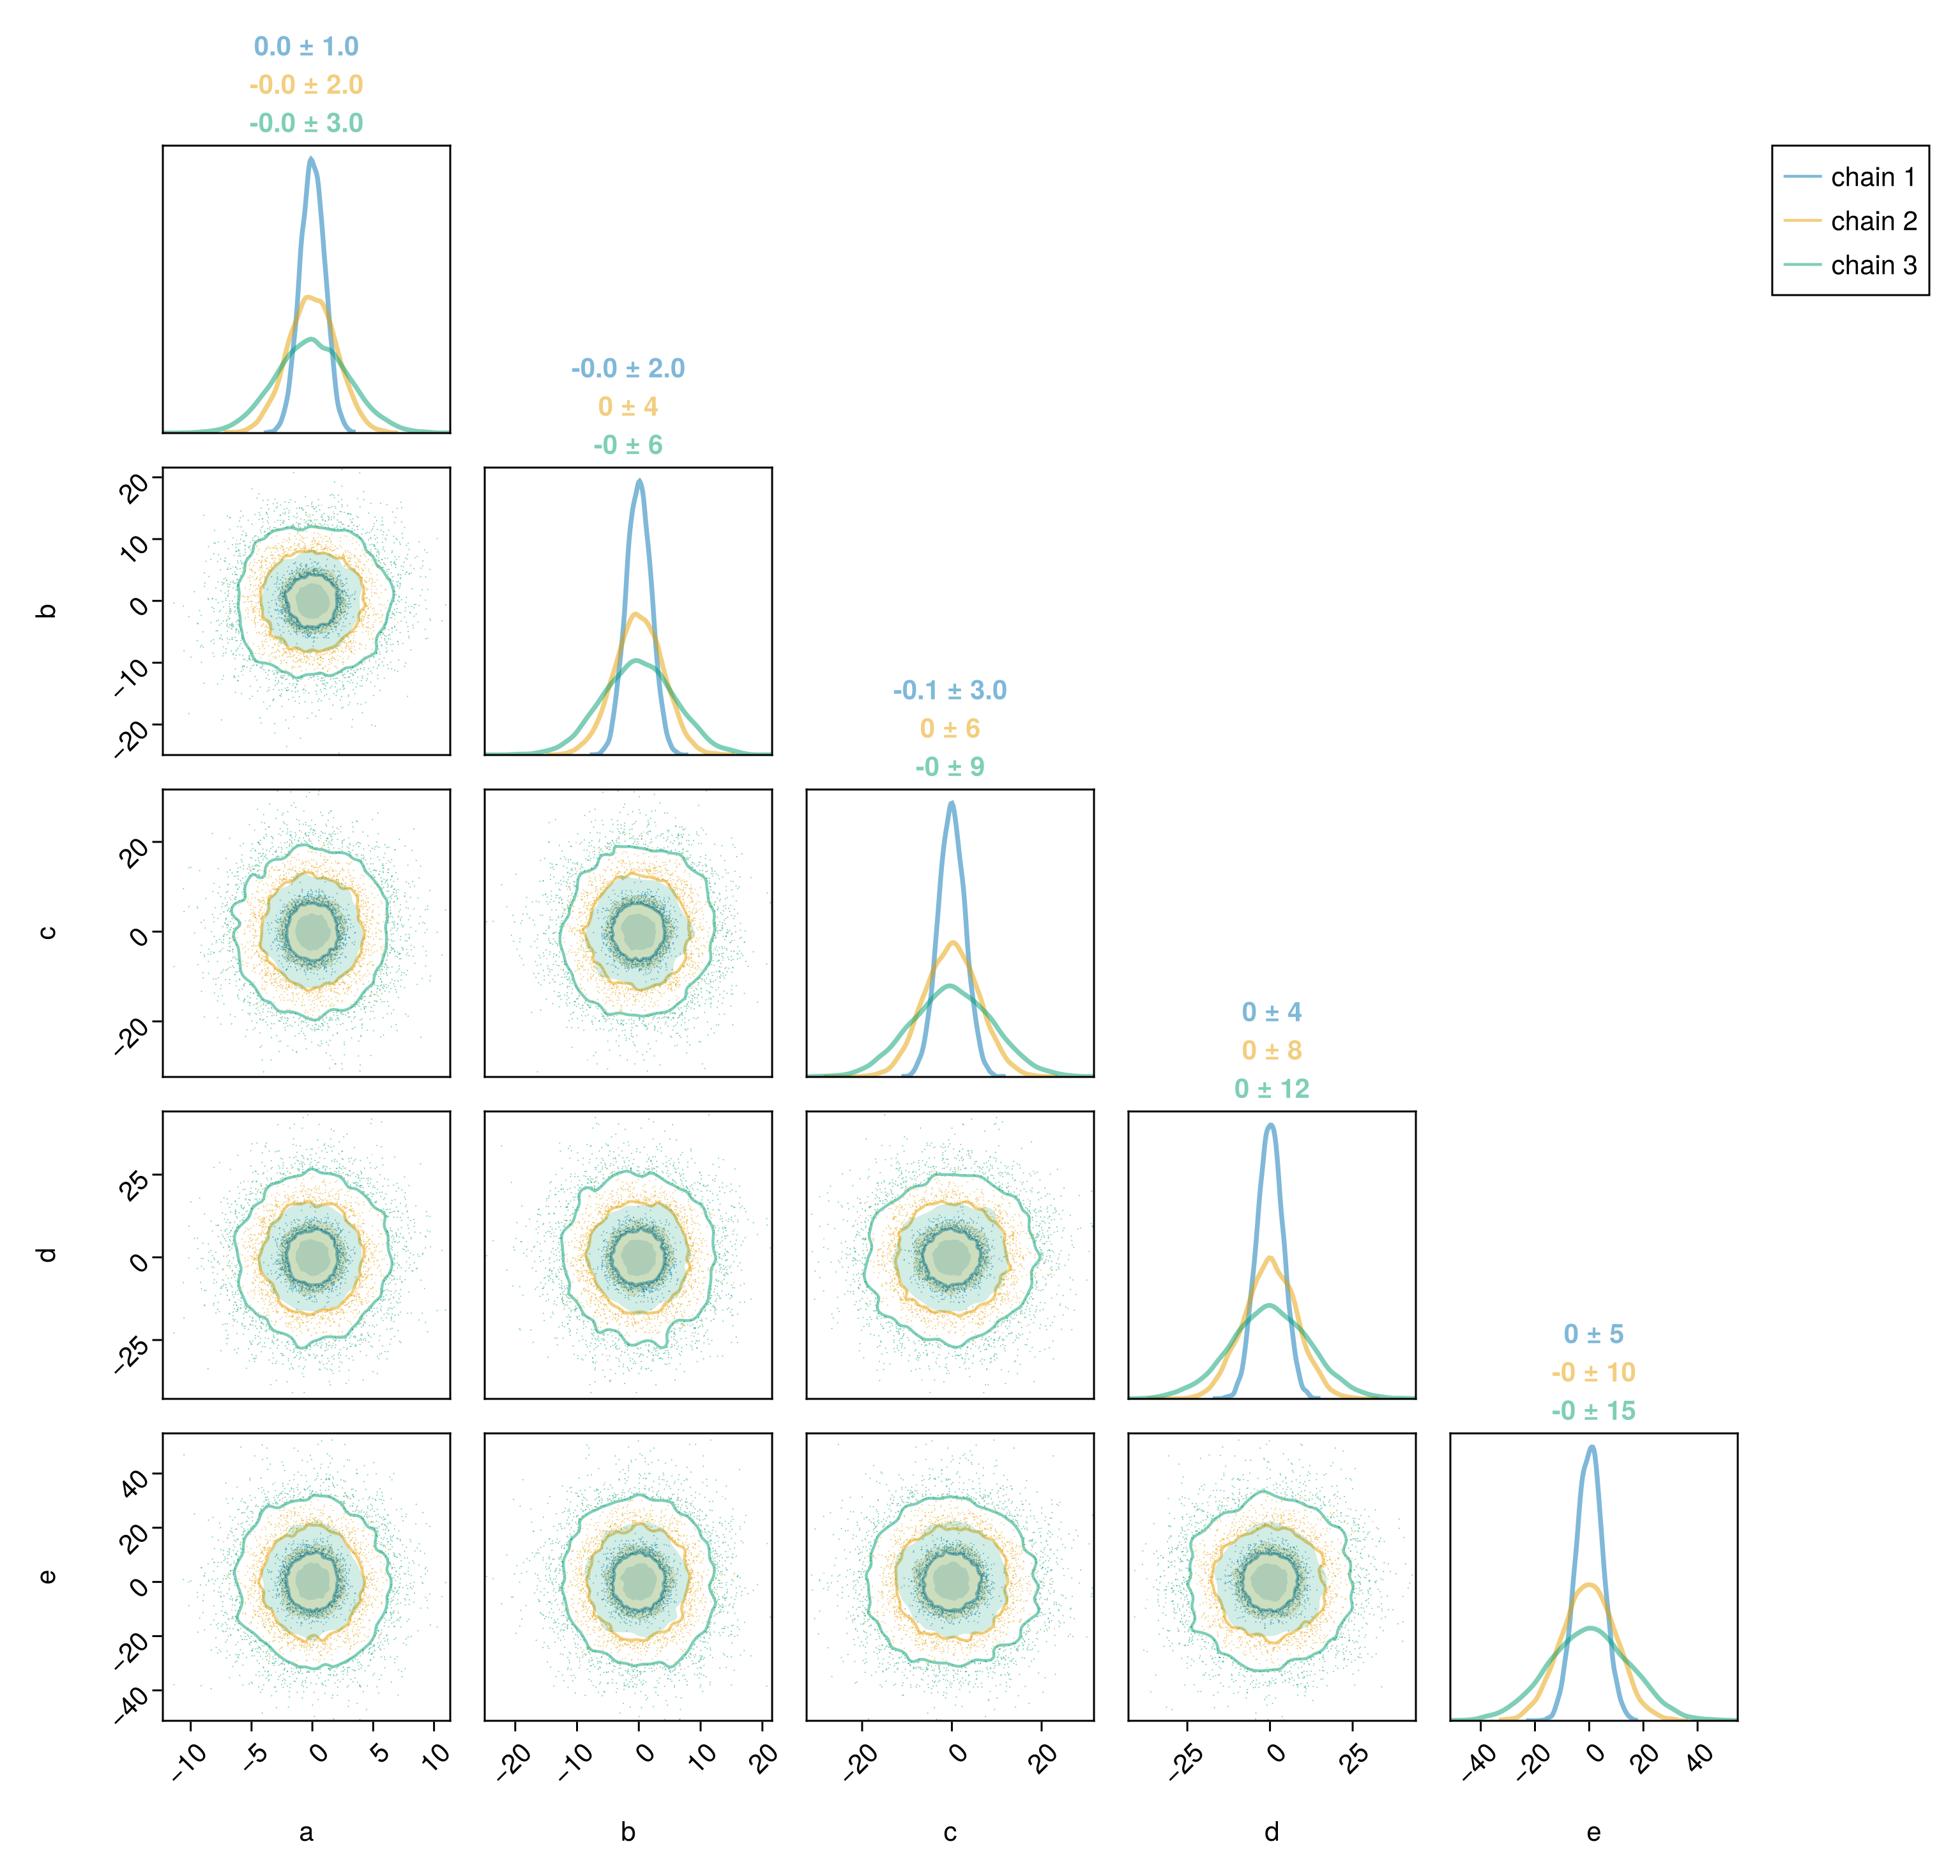 0.0 ± 1.0
-0.0 ± 2.0
-0.0 ± 3.0
chain 1
chain 2
chain 3
-0.0 ± 2.0
0 ± 4
-0 ± 6
20
10
0
−10
−20
b
-0.1 ± 3.0
0 ± 6
-0 ± 9
20
0
−20
c
0 ± 4
0 ± 8
0 ± 12
25
0
−25
d
0 ± 5
-0 ± 10
-0 ± 15
40
20
0
−20
−40
e
−10 −5 0 5 10 −20 −10 0 10 20 −20 0 20 −25 0 25 −40 −20 0 20 40
a b c d e